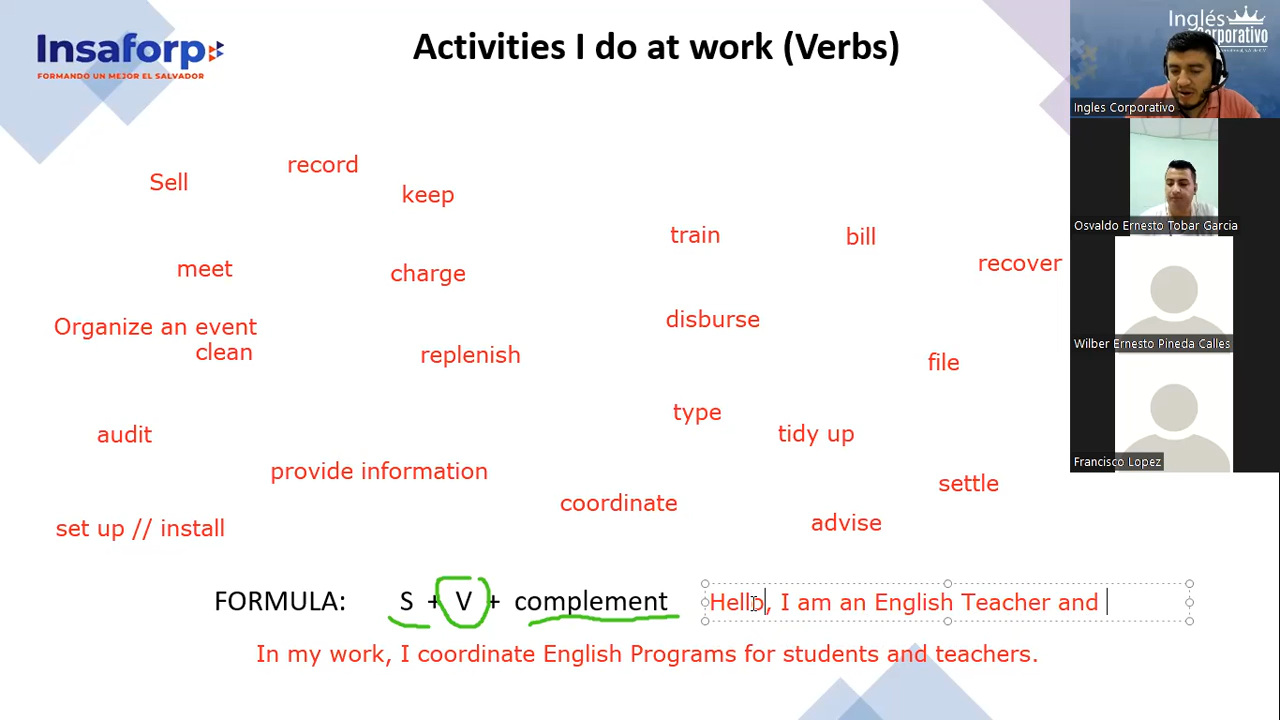 Insaforp
FORMANDO UN MEJOR EL SALVADOR
Activities I do at work (Verbs)
Inglés
Corporativo
Ingles Corporativo
Osvaldo Ernesto Tobar Garcia
Wilber Ernesto Pineda Calles
Francisco Lopez
Sell
record
keep
train
bill
recover
meet
charge
Organize an event
disburse
clean
replenish
file
type
tidy up
audit
provide information
settle
coordinate
set up // install
advise
FORMULA: S + V + complement
Hello, I am an English Teacher and
In my work, I coordinate English Programs for students and teachers.